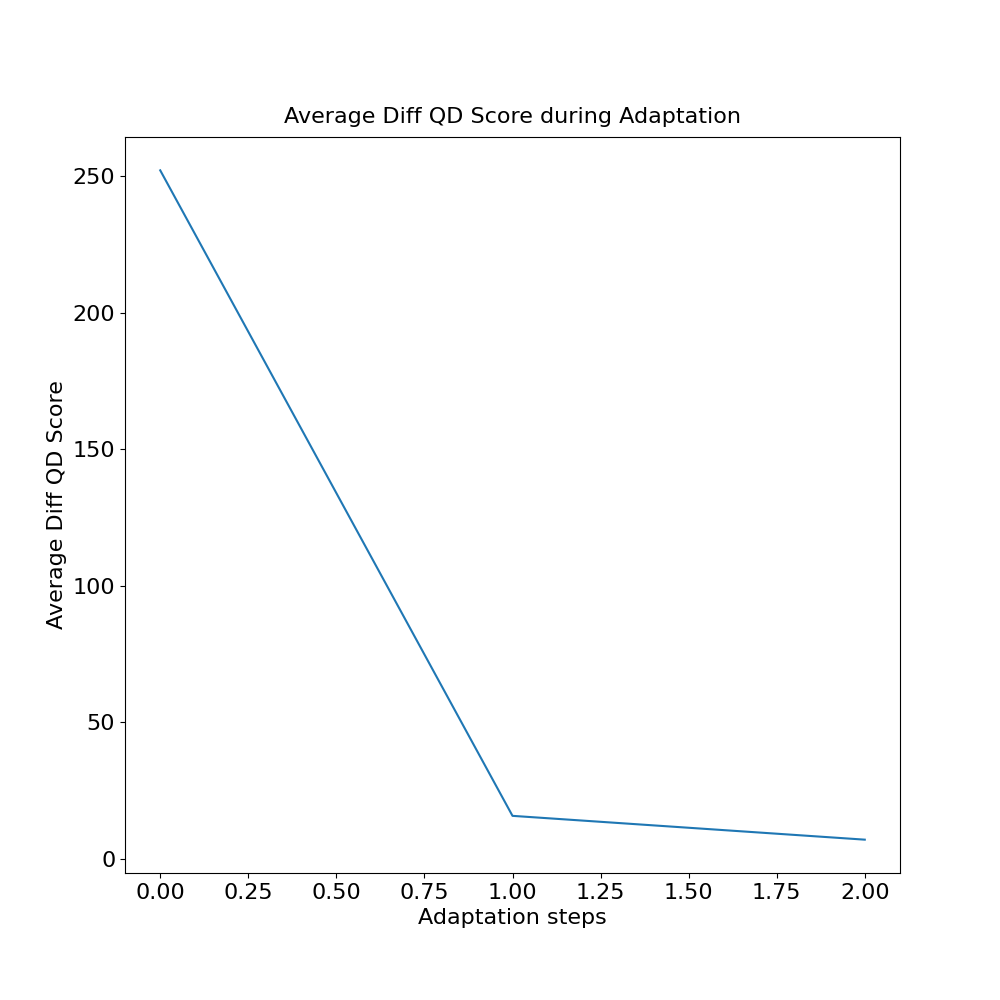 Average Diff QD Score during Adaptation
Average Diff QD Score
250
200
150
100
50
0
0.00 0.25 0.50 0.75 1.00 1.25 1.50 1.75 2.00
Adaptation steps